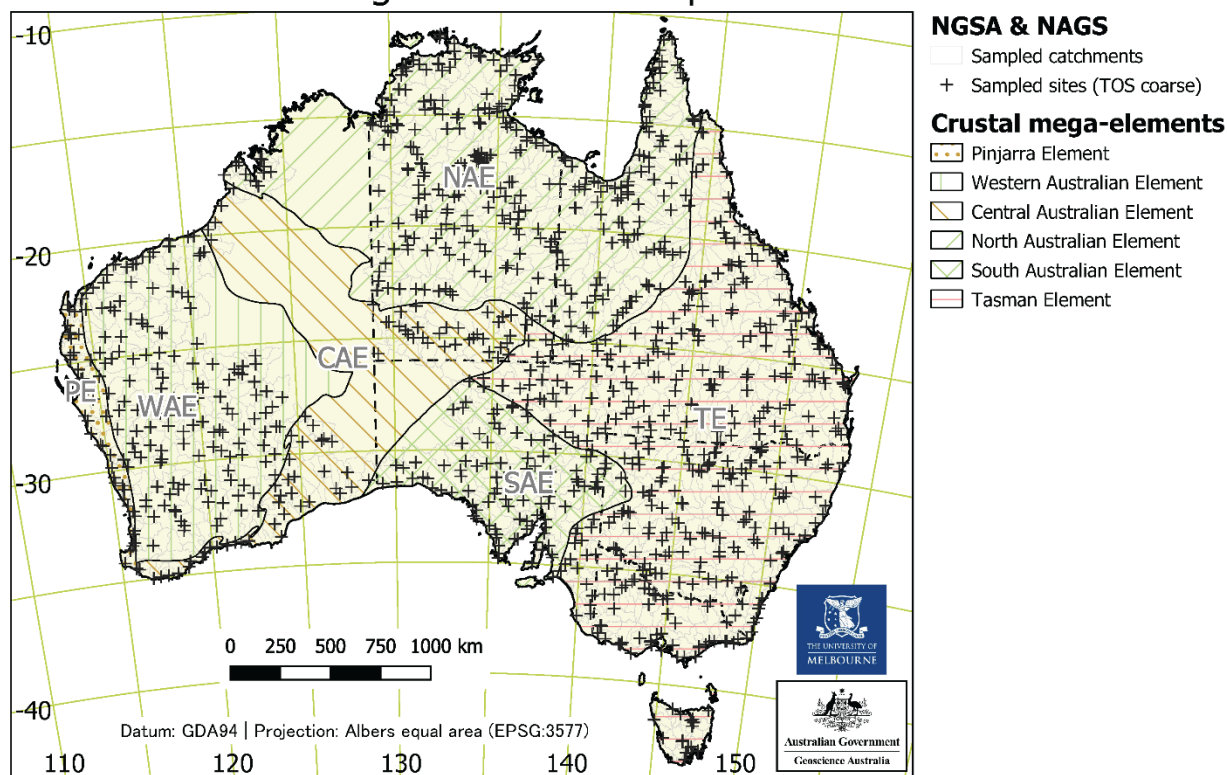 NGSA & NAGS
Sampled catchments
+ Sampled sites (TOS coarse)
Crustal mega-elements
Pinjarra Element
Western Australian Element
Central Australian Element
North Australian Element
South Australian Element
Tasman Element
-10
-20
-30
-40
NAE
CAE
PE
WAE
TE
SAE
0 250 500 750 1000 km
THE UNIVERSITY OF
MELBOURNE
Australian Government
Geoscience Australia
Datum: GDA94 | Projection: Albers equal area (EPSG:3577)
110 120 130 140 150